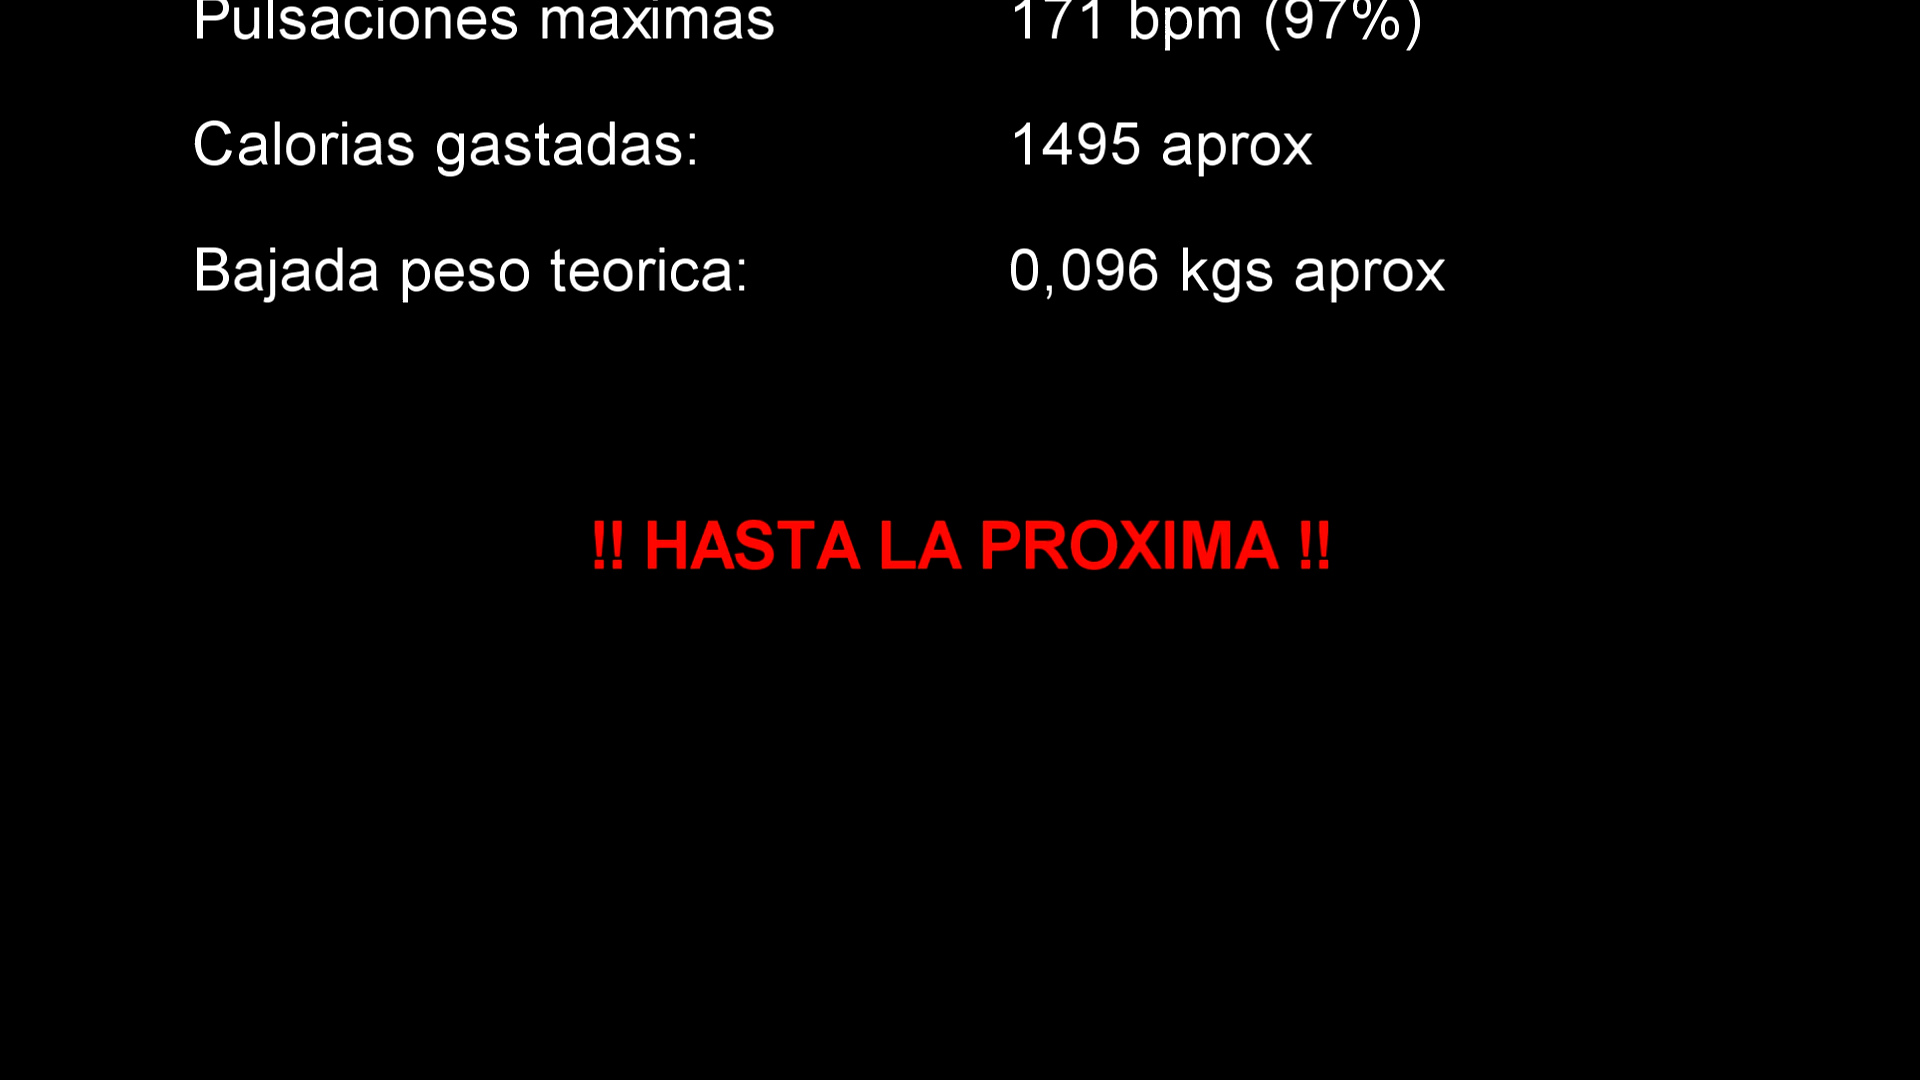 Pulsaciones maximas 171 bpm (97%)
Calorias gastadas: 1495 aprox
Bajada peso teorica: 0,096 kgs aprox
!! HASTA LA PROXIMA !!